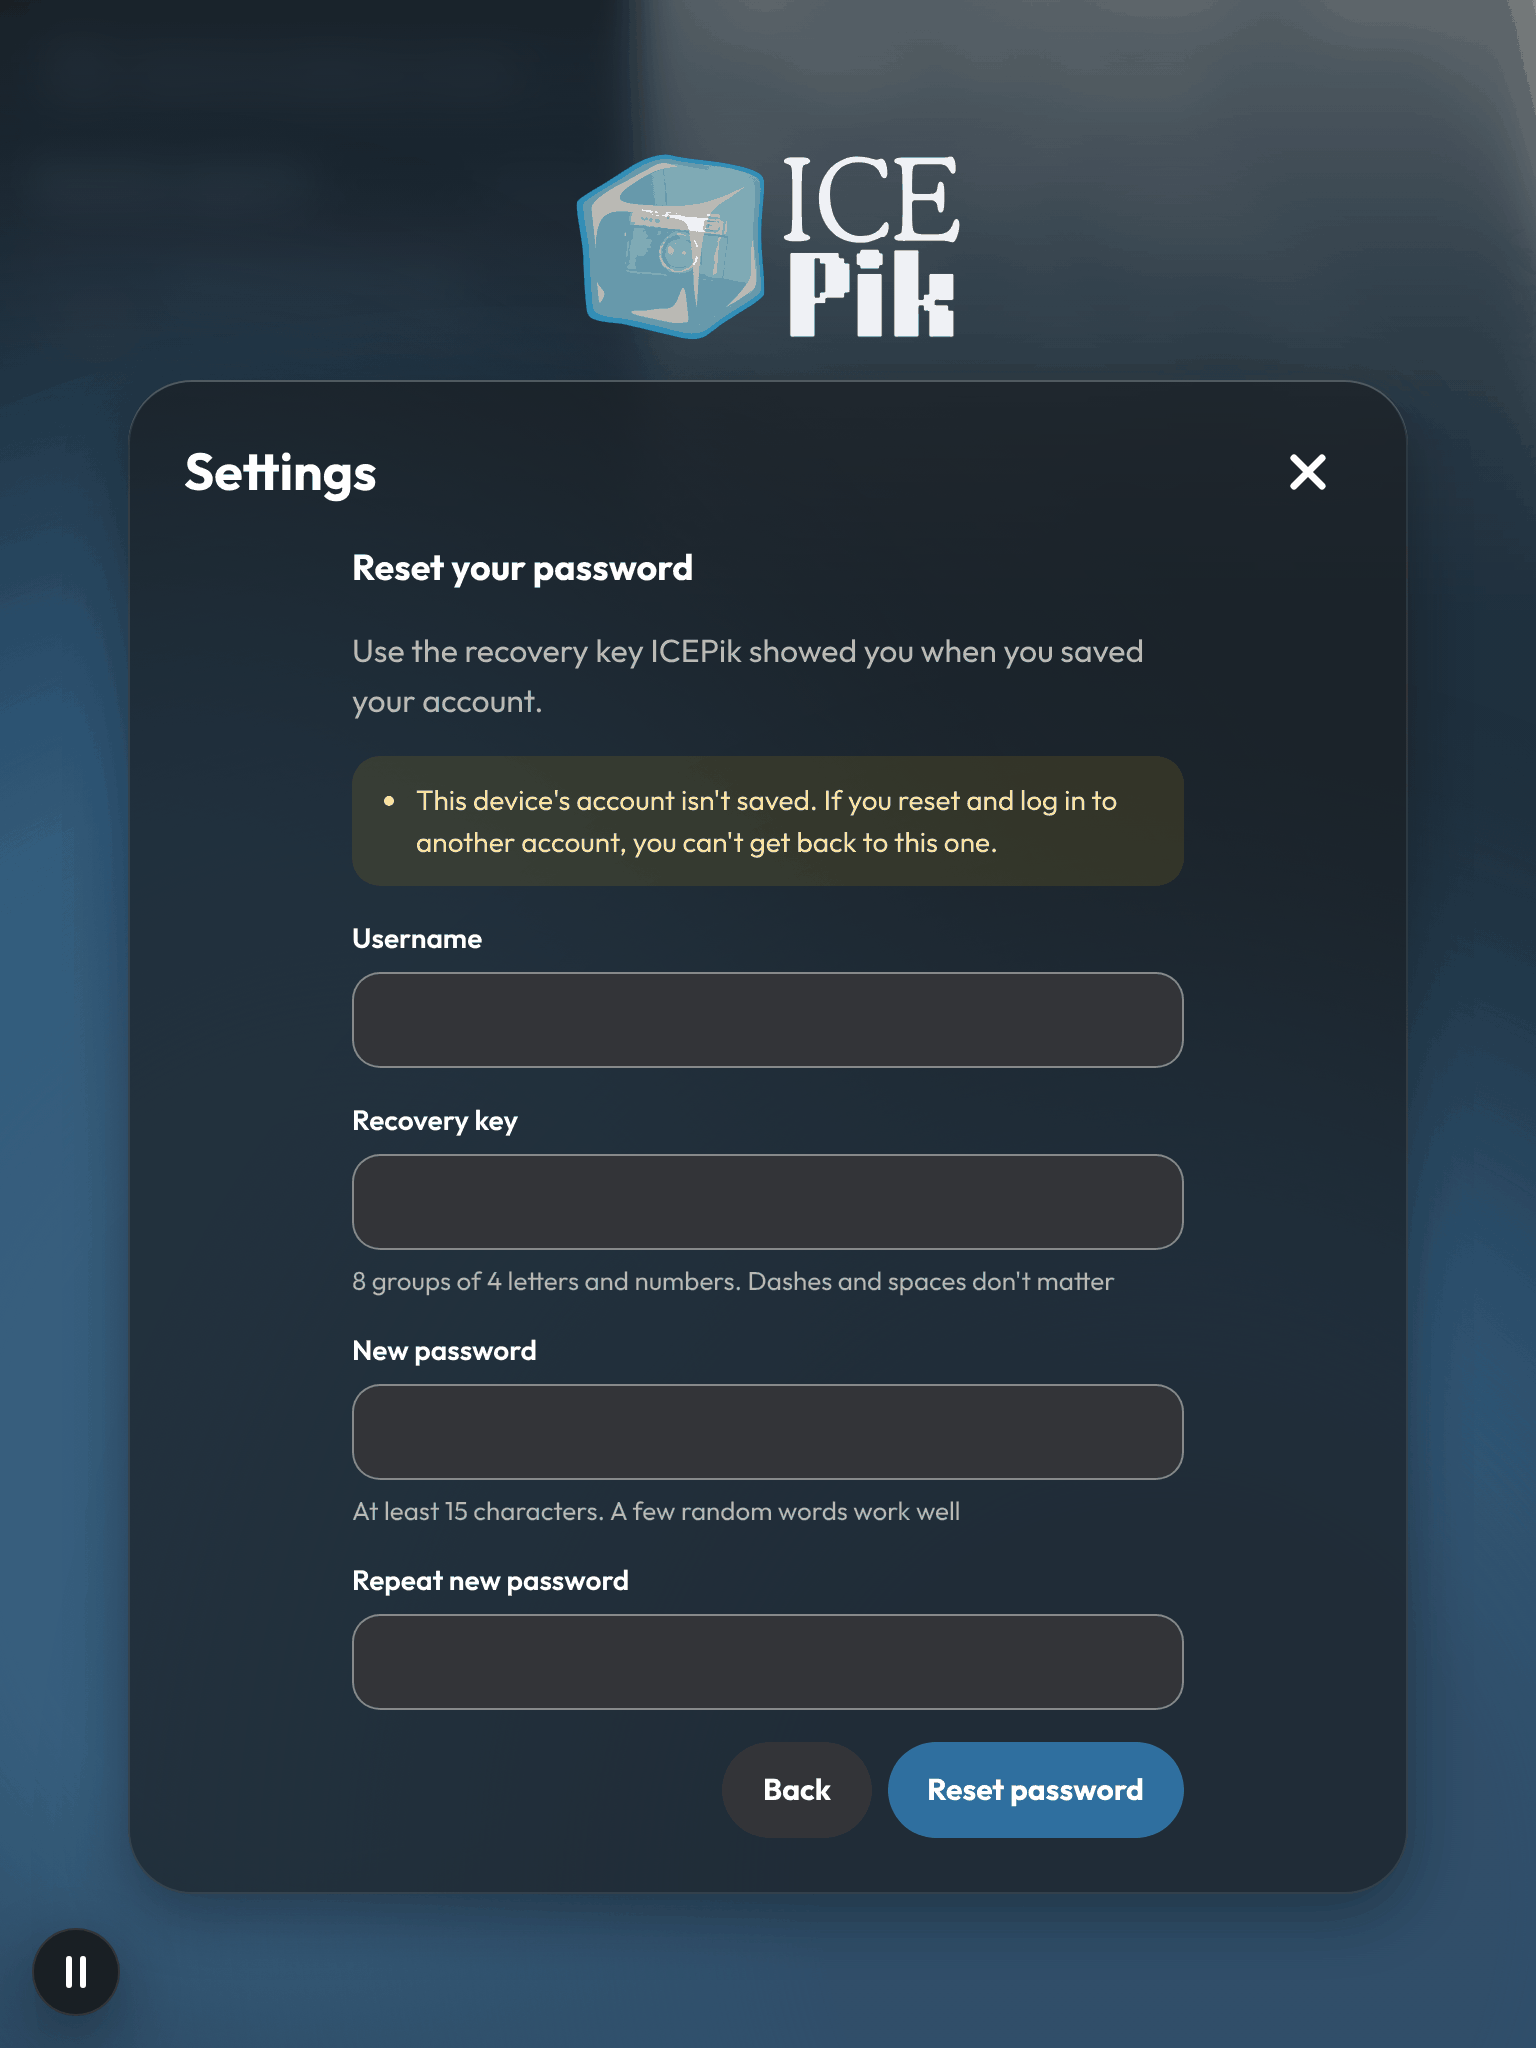 ICE
Pik
Settings
Reset your password
Use the recovery key ICEPik showed you when you saved
your account.
• This device's account isn't saved. If you reset and log in to
another account, you can't get back to this one.
Username
Recovery key
8 groups of 4 letters and numbers. Dashes and spaces don't matter
New password
At least 15 characters. A few random words work well
Repeat new password
Back
Reset password